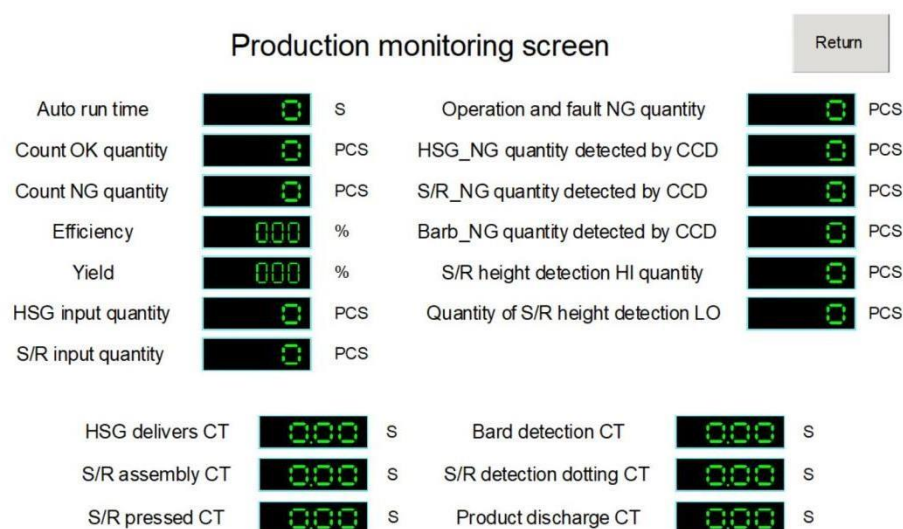 Production monitoring screen Return
Auto run time 0 S Operation and fault NG quantity 0 PCS
Count OK quantity 0 PCS HSG_NG quantity detected by CCD 0 PCS
Count NG quantity 0 PCS S/R_NG quantity detected by CCD 0 PCS
Efficiency 000 % Barb_NG quantity detected by CCD 0 PCS
Yield 000 % S/R height detection HI quantity 0 PCS
HSG input quantity 0 PCS Quantity of S/R height detection LO 0 PCS
S/R input quantity 0 PCS
HSG delivers CT 0.00 S Bard detection CT 0.00 S
S/R assembly CT 0.00 S S/R detection dotting CT 0.00 S
S/R pressed CT 0.00 S Product discharge CT 0.00 S